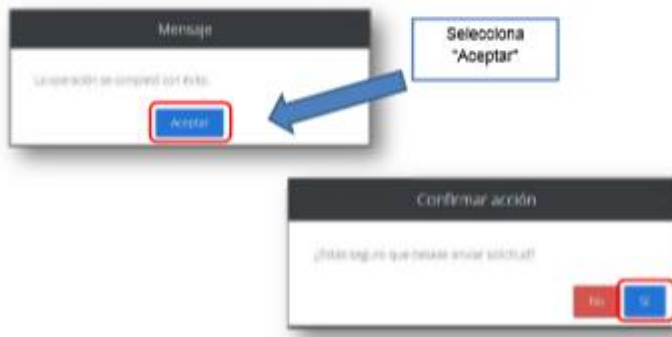 Mensaje
Selecciona
"Aceptar"
La operación se completó con éxito.
Aceptar
Confirmar acción
¿Estás seguro que deseas enviar solicitud?
No
Sí